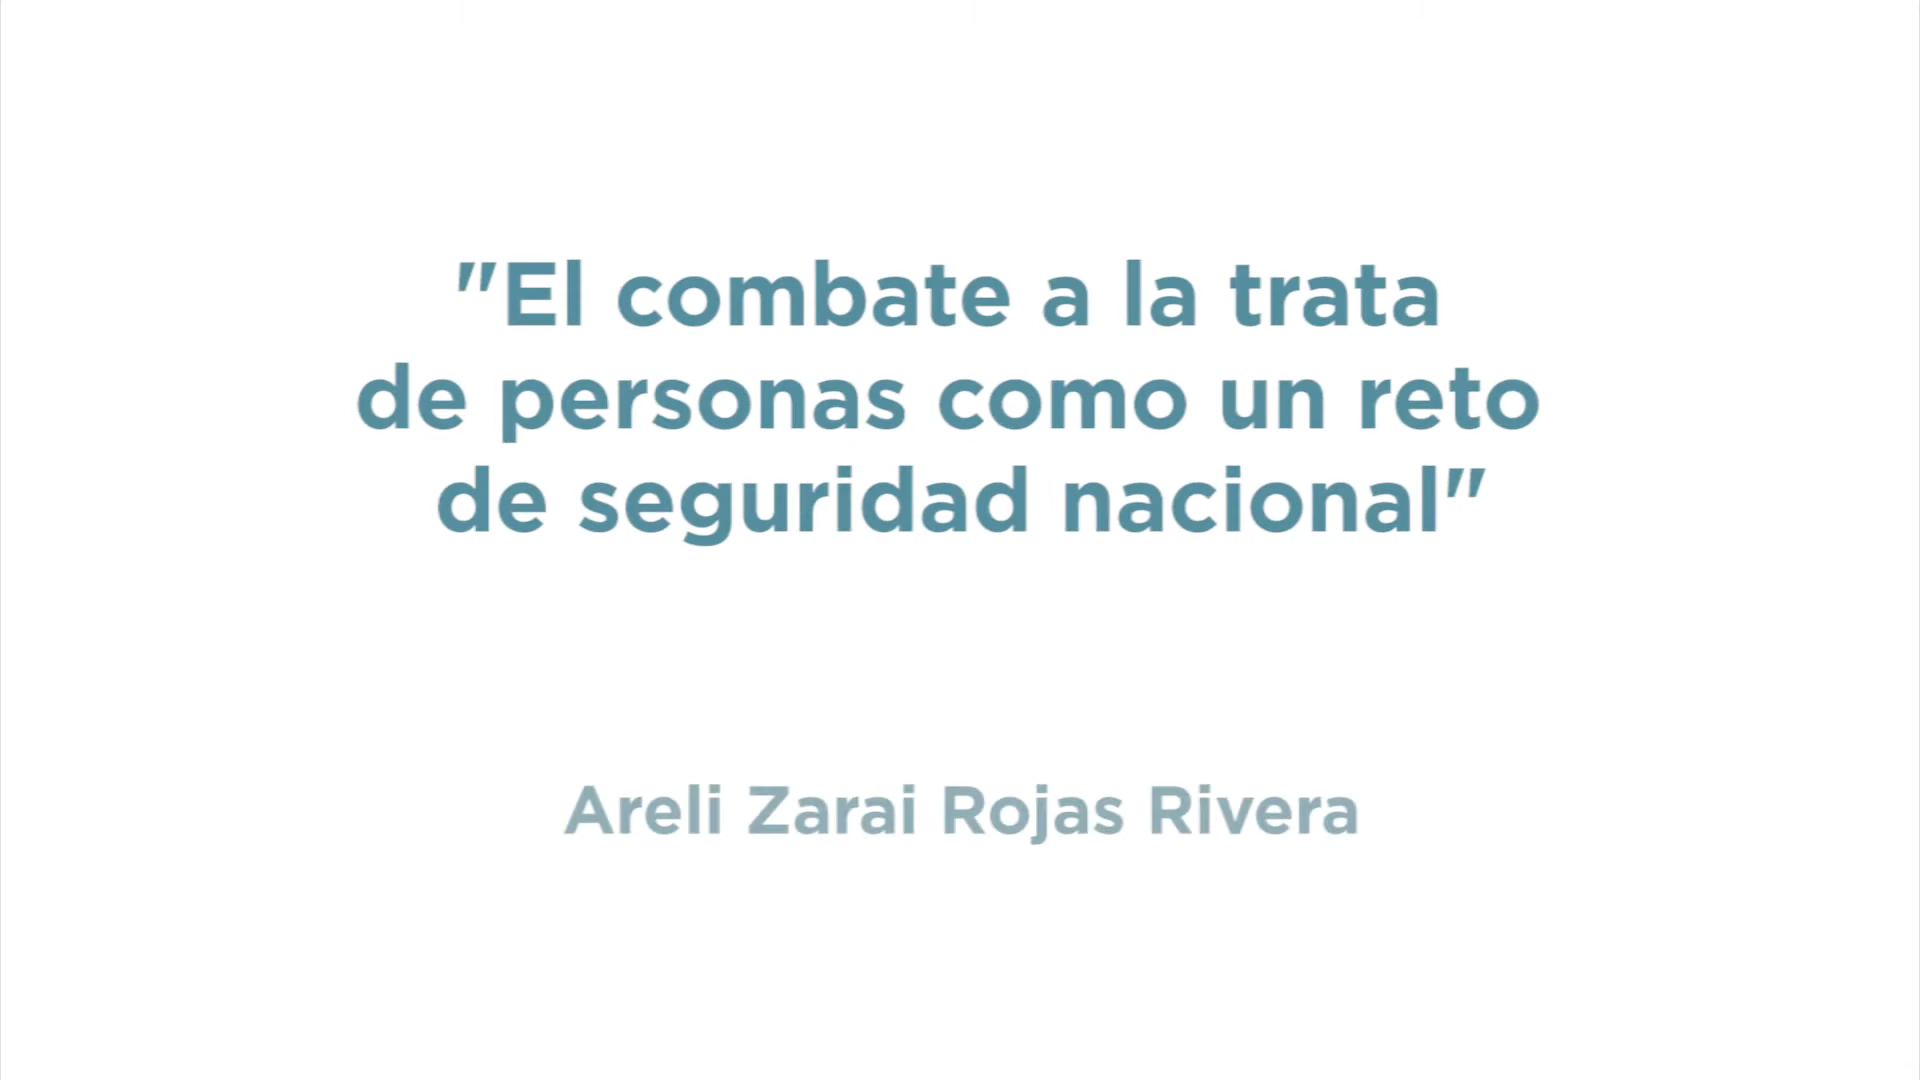 "El combate a la trata
de personas como un reto
de seguridad nacional"
Areli Zarai Rojas Rivera